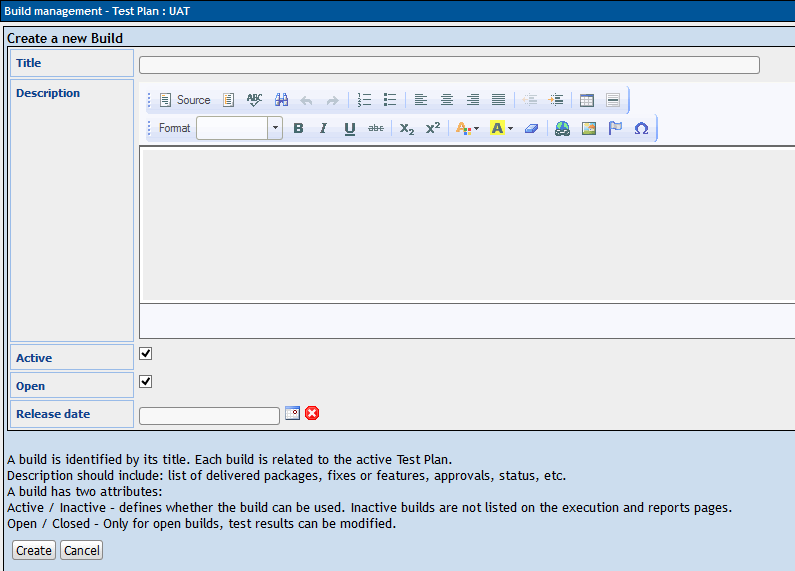 Build management - Test Plan : UAT
Create a new Build
Title
Description
Source ABC
Format B I U abc X2 X2 A A Ω
Active
Open
Release date
A build is identified by its title. Each build is related to the active Test Plan.
Description should include: list of delivered packages, fixes or features, approvals, status, etc.
A build has two attributes:
Active / Inactive - defines whether the build can be used. Inactive builds are not listed on the execution and reports pages.
Open / Closed - Only for open builds, test results can be modified.
Create Cancel